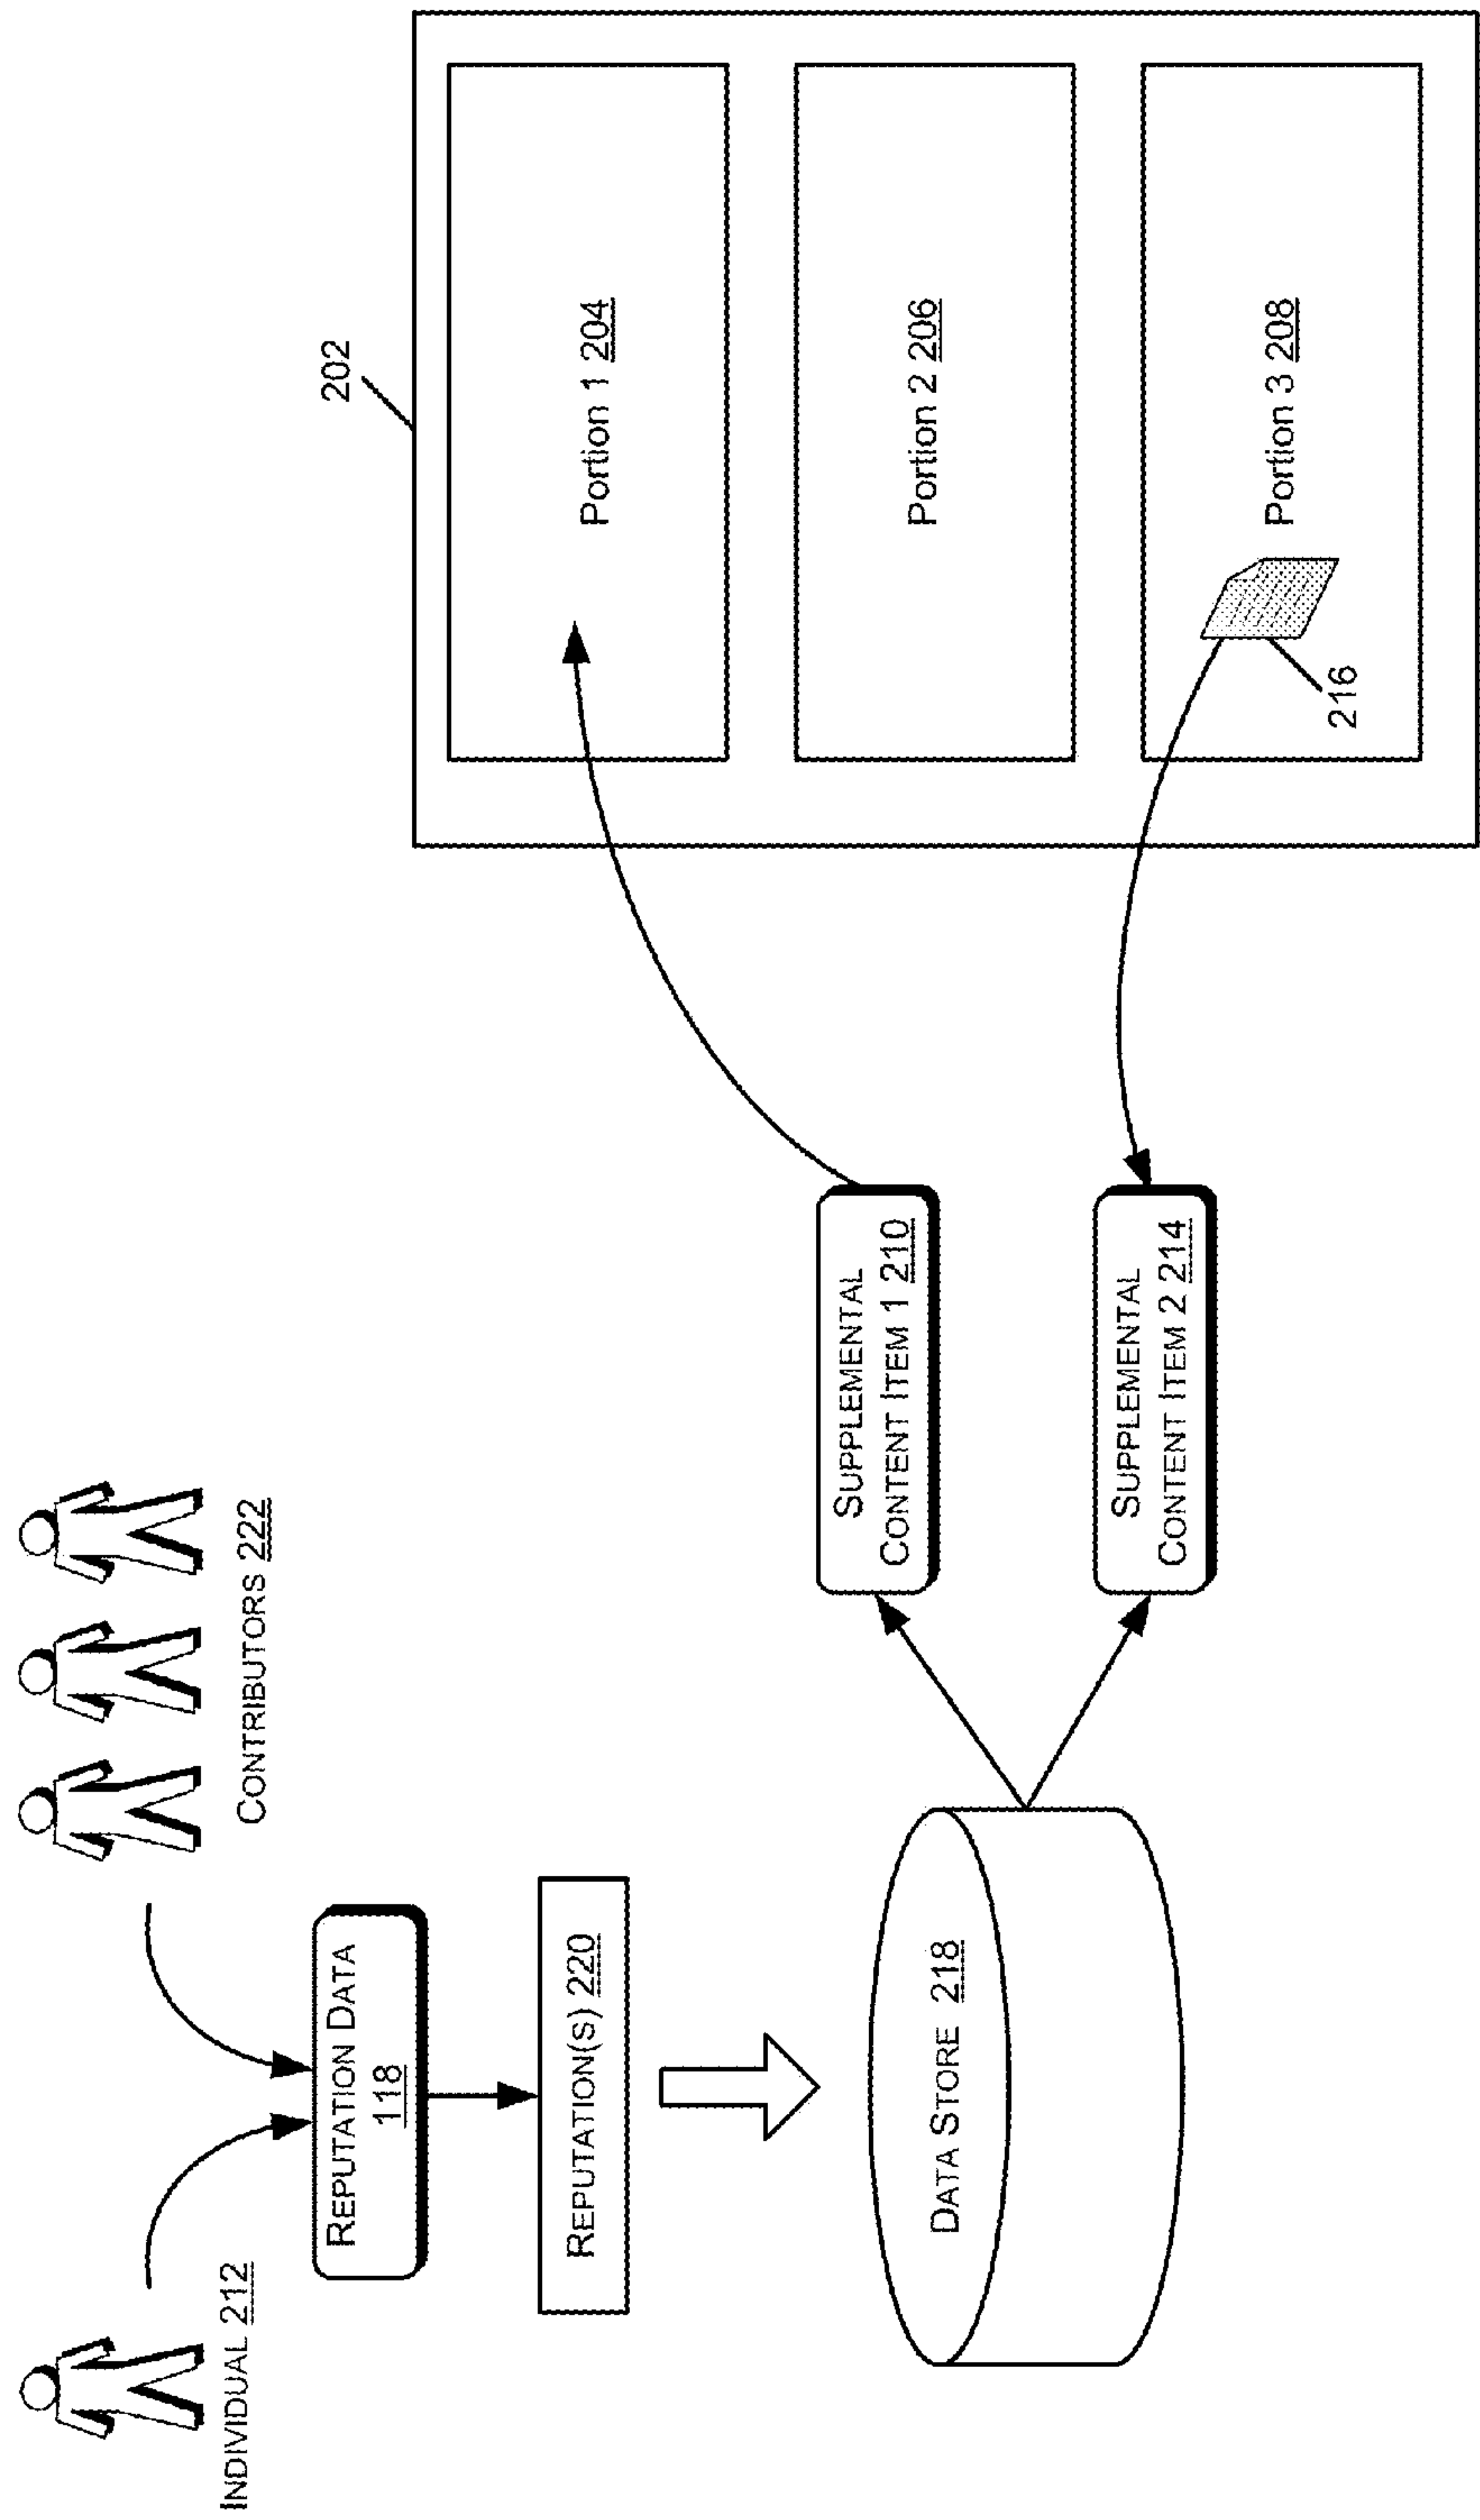 INDIVIDUAL 212
CONTRIBUTORS 222
REPUTATION DATA
118
REPUTATION(S) 220
DATA STORE 218
SUPPLEMENTAL
CONTENT ITEM 1 210
SUPPLEMENTAL
CONTENT ITEM 2 214
202
Portion 1 204
Portion 2 206
Portion 3 208
216